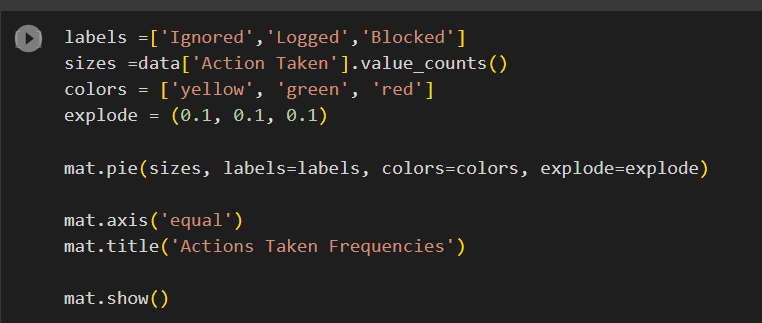 labels =['Ignored','Logged','Blocked']
sizes =data['Action Taken'].value_counts()
colors = ['yellow', 'green', 'red']
explode = (0.1, 0.1, 0.1)
mat.pie(sizes, labels=labels, colors=colors, explode=explode)
mat.axis('equal')
mat.title('Actions Taken Frequencies')
mat.show()